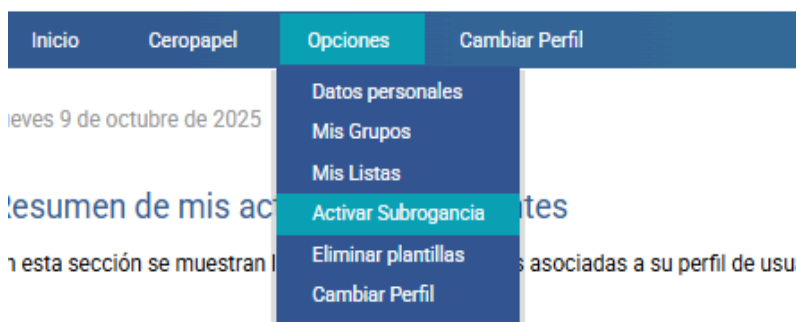 Inicio Ceropapel Opciones Cambiar Perfil
Datos personales
eves 9 de octubre de 2025
Mis Grupos
Mis Listas
esumen de mis ac tes
Activar Subrogancia
Eliminar plantillas
n esta sección se muestran l s asociadas a su perfil de usu
Cambiar Perfil